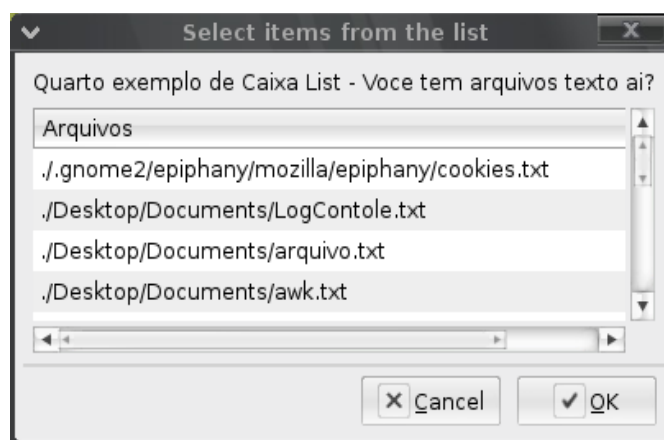 Select items from the list
Quarto exemplo de Caixa List - Voce tem arquivos texto ai?
Arquivos
./.gnome2/epiphany/mozilla/epiphany/cookies.txt
./Desktop/Documents/LogContole.txt
./Desktop/Documents/arquivo.txt
./Desktop/Documents/awk.txt
Cancel
OK